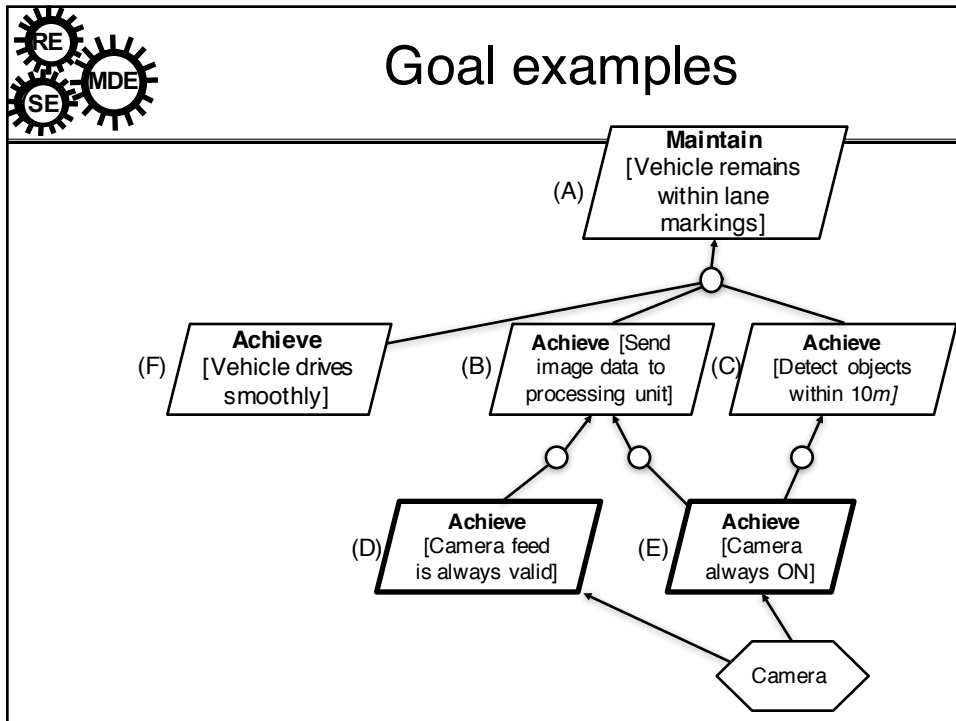 RE
MDE
SE
Goal examples
Maintain
[Vehicle remains
within lane
markings]
(A)
Achieve
[Vehicle drives
smoothly]
(F)
Achieve [Send
image data to
processing unit]
(B)
Achieve
[Detect objects
within 10m]
(C)
Achieve
[Camera feed
is always valid]
(D)
Achieve
[Camera
always ON]
(E)
Camera